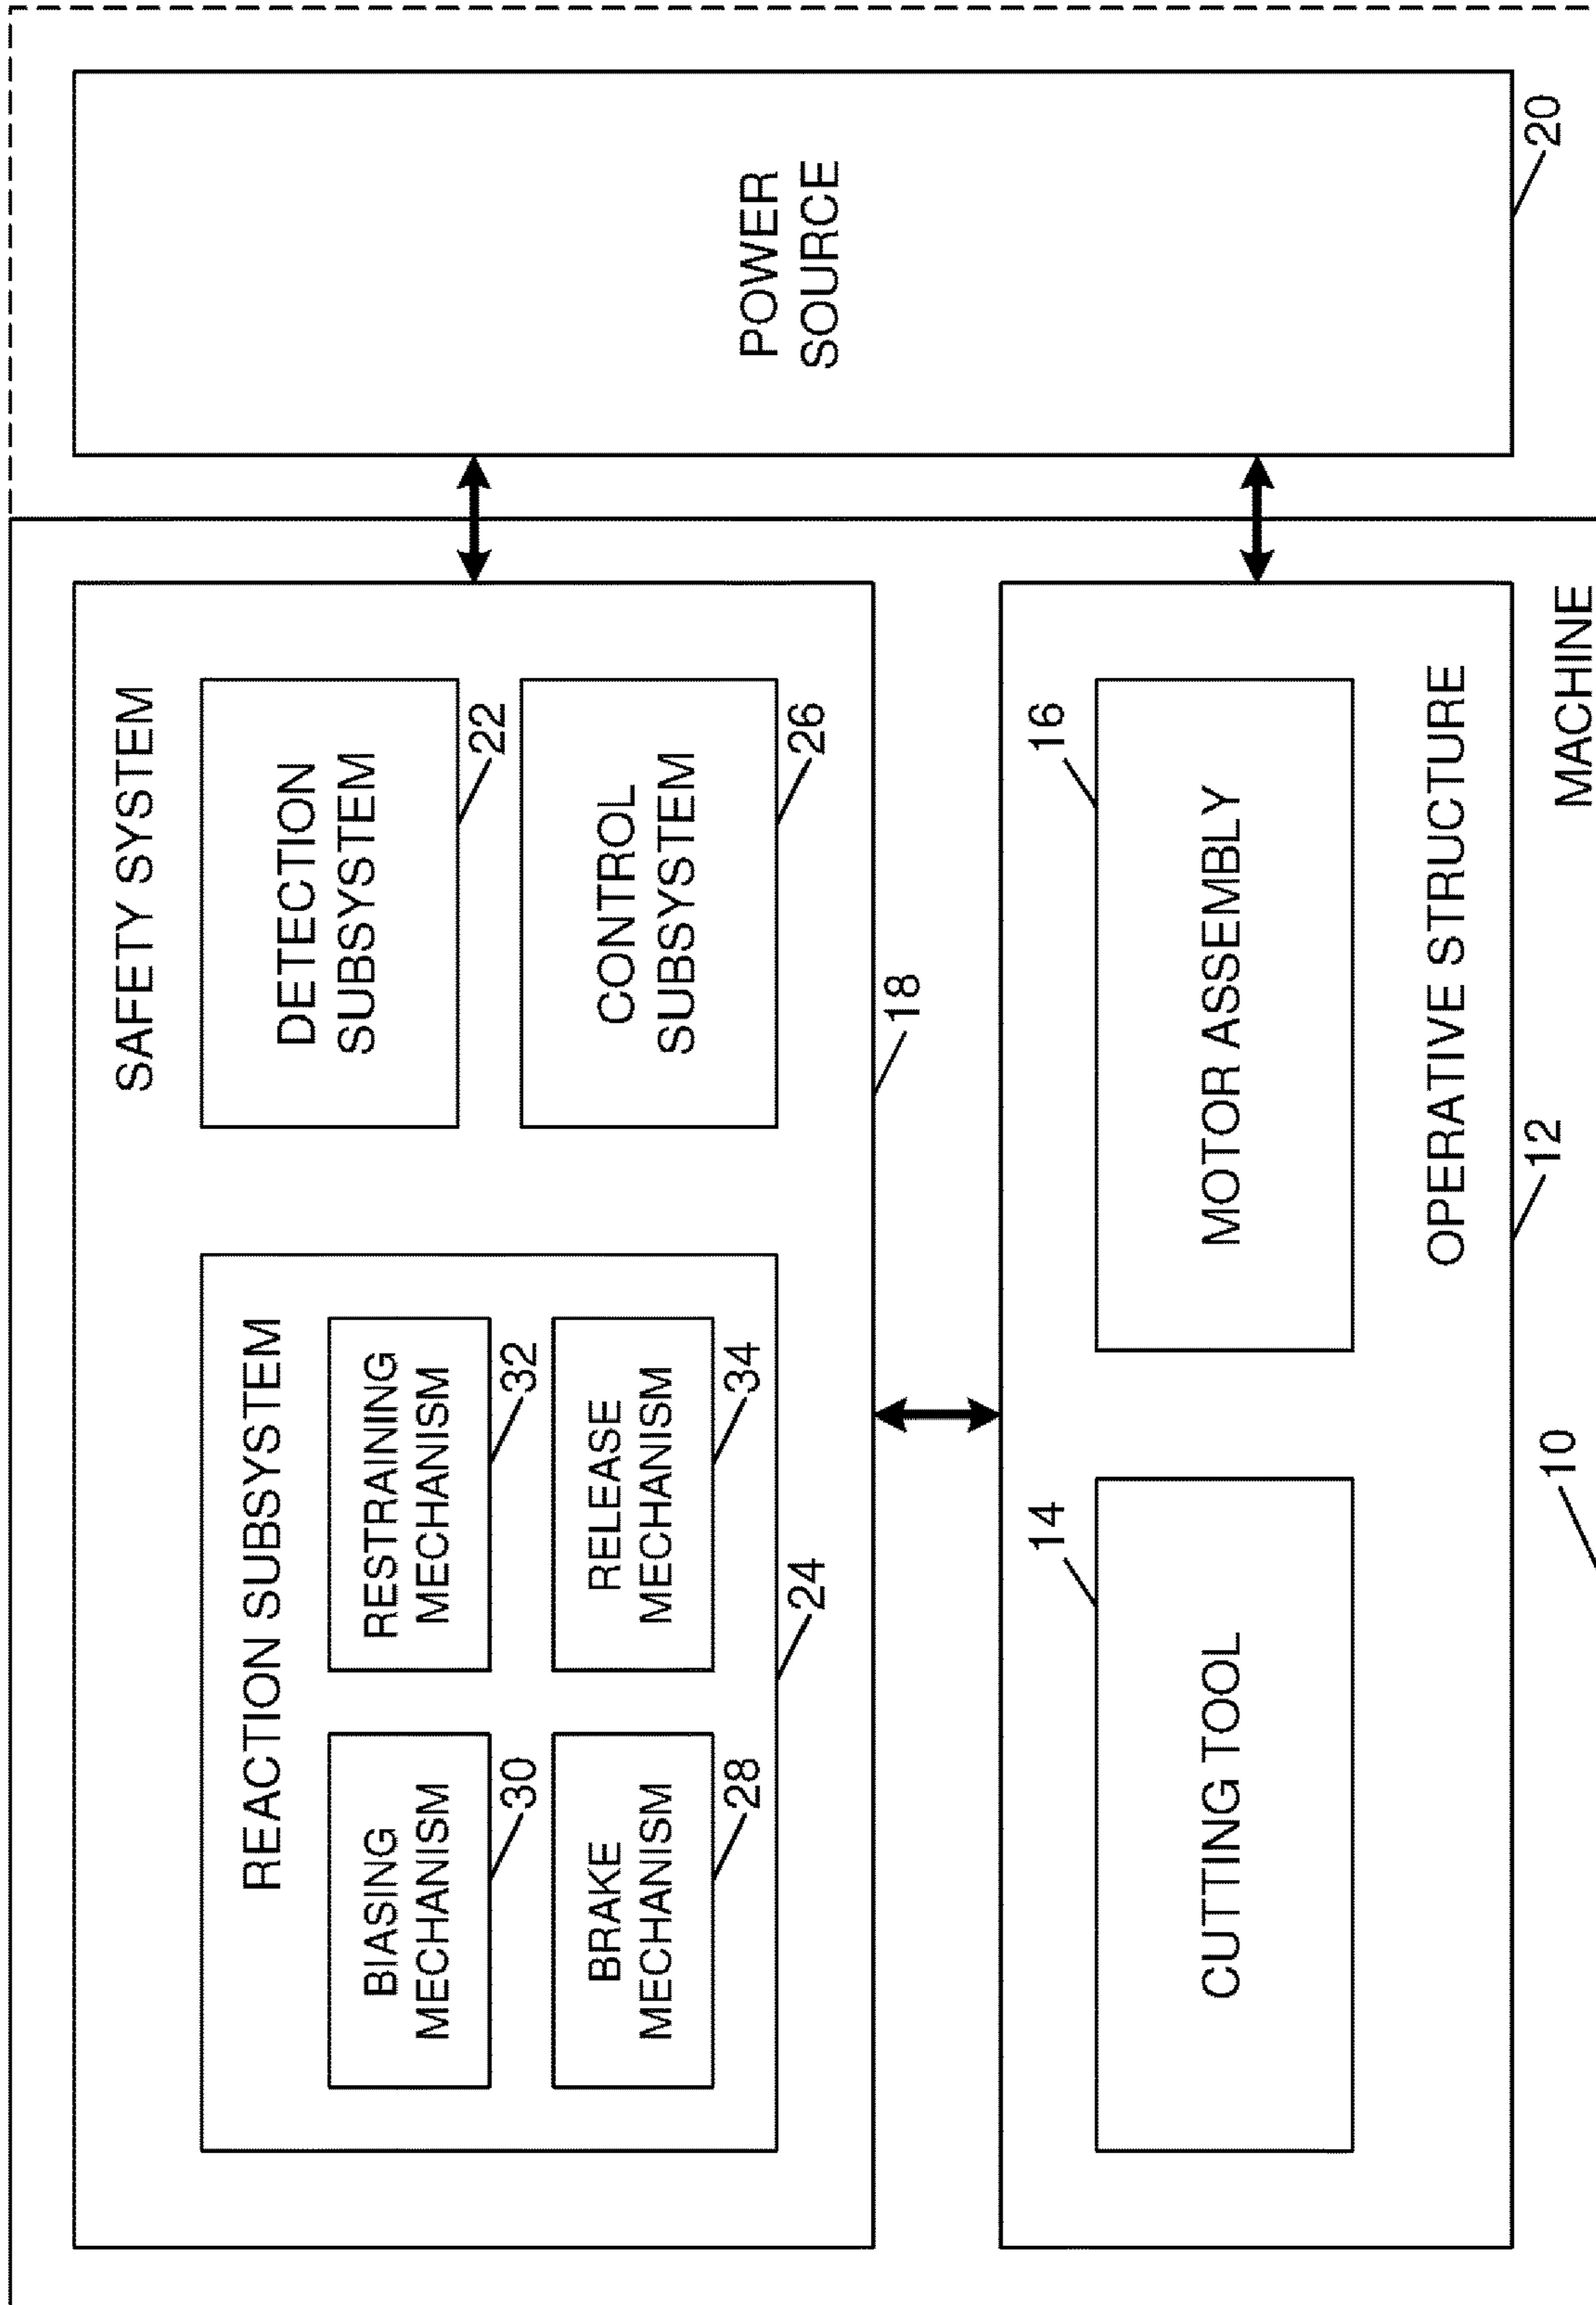 SAFETY SYSTEM
REACTION SUBSYSTEM
BIASING
MECHANISM
30
RESTRAINING
MECHANISM
32
BRAKE
MECHANISM
28
RELEASE
MECHANISM
34
24
DETECTION
SUBSYSTEM
22
CONTROL
SUBSYSTEM
26
18
14
CUTTING TOOL
16
MOTOR ASSEMBLY
OPERATIVE STRUCTURE
12
10
MACHINE
POWER
SOURCE
20